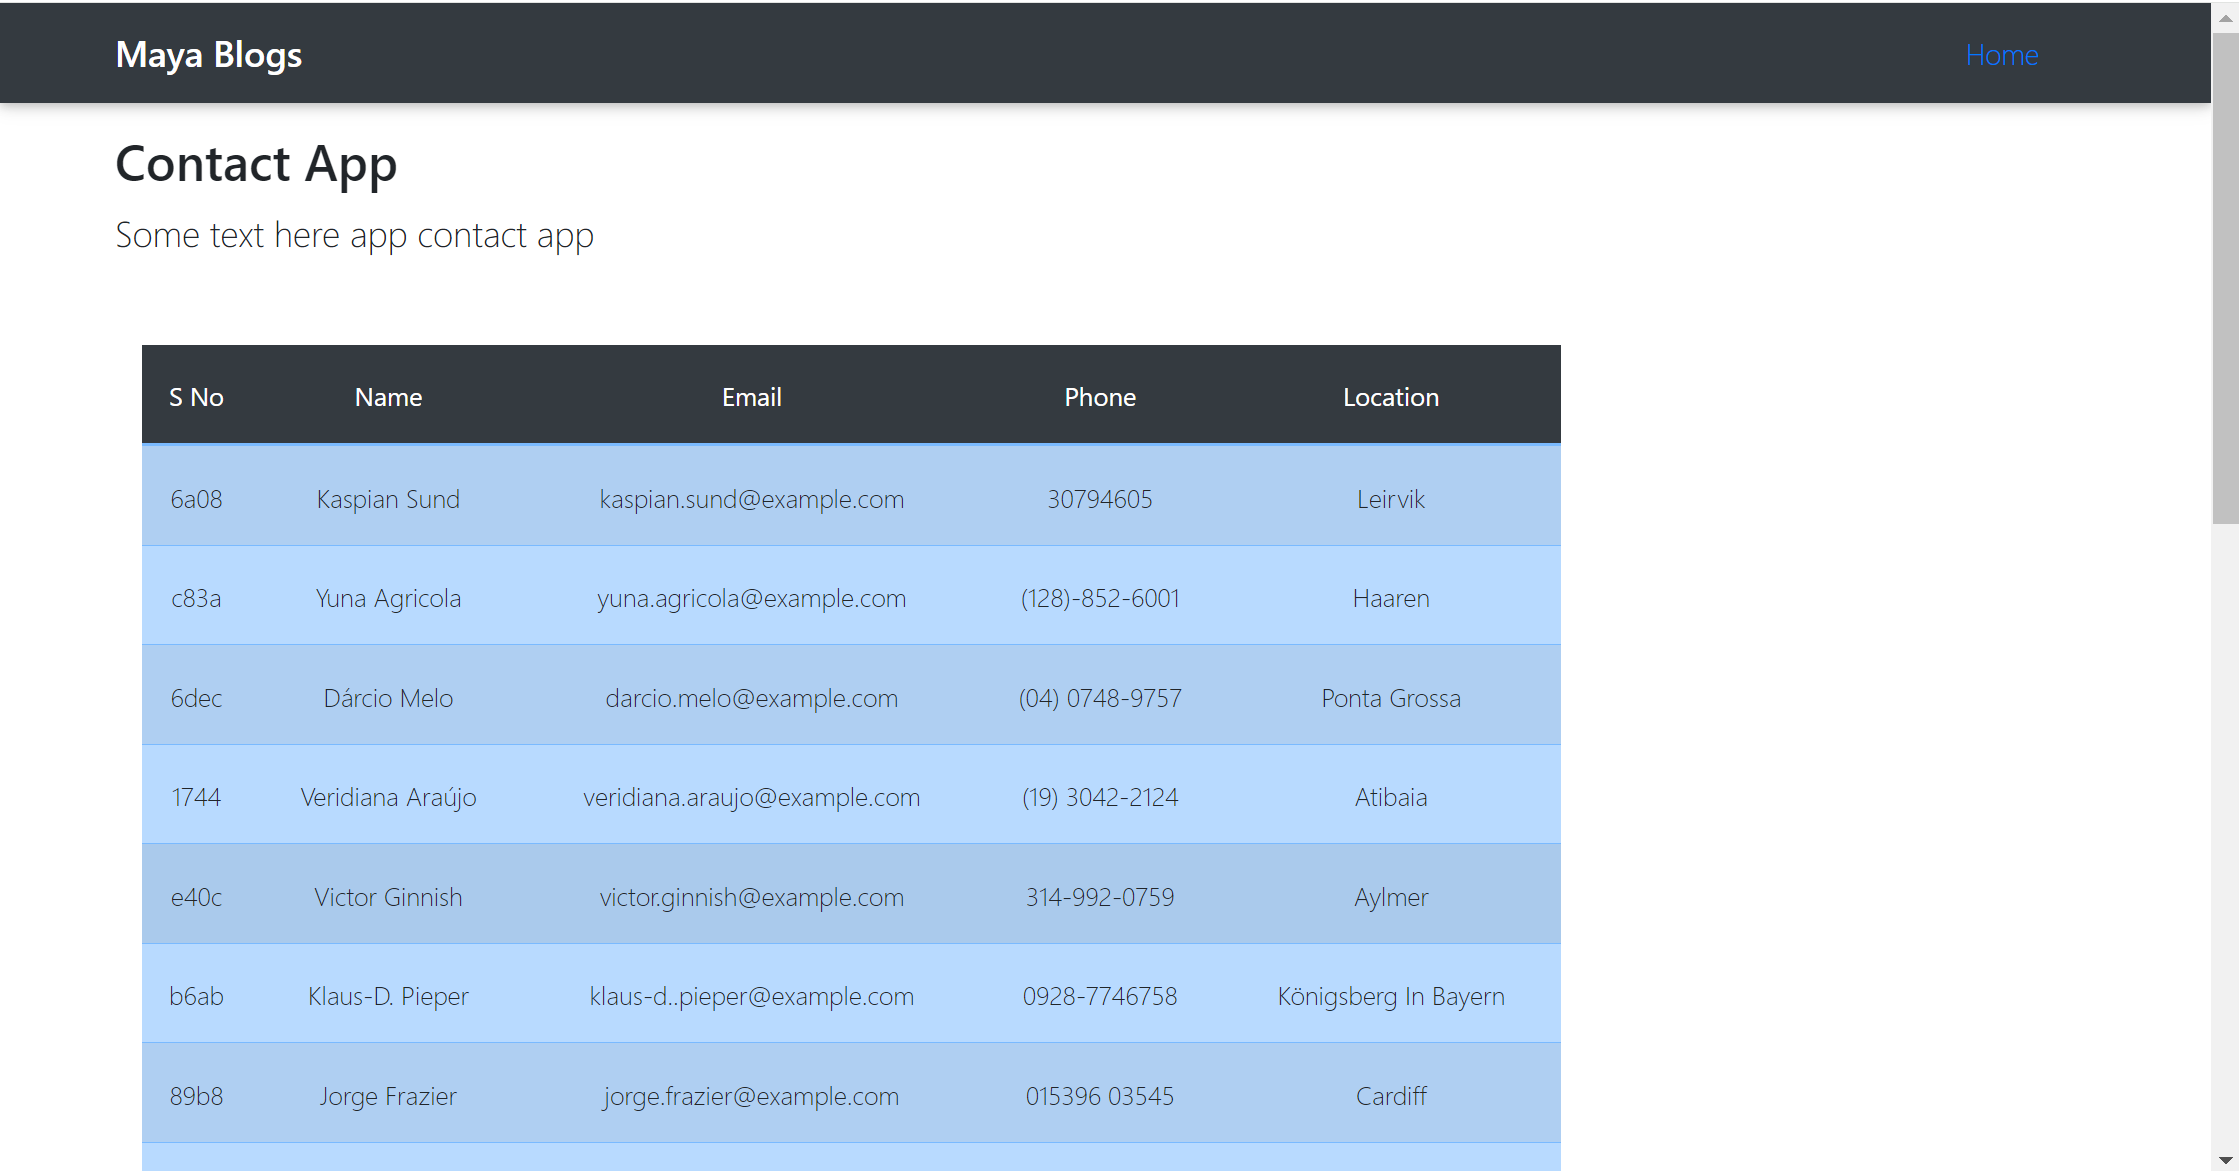 Maya Blogs Home
Contact App
Some text here app contact app
S No Name Email Phone Location
6a08 Kaspian Sund kaspian.sund@example.com 30794605 Leirvik
c83a Yuna Agricola yuna.agricola@example.com (128)-852-6001 Haaren
6dec Dárcio Melo darcio.melo@example.com (04) 0748-9757 Ponta Grossa
1744 Veridiana Araújo veridiana.araujo@example.com (19) 3042-2124 Atibaia
e40c Victor Ginnish victor.ginnish@example.com 314-992-0759 Aylmer
b6ab Klaus-D. Pieper klaus-d..pieper@example.com 0928-7746758 Königsberg In Bayern
89b8 Jorge Frazier jorge.frazier@example.com 015396 03545 Cardiff